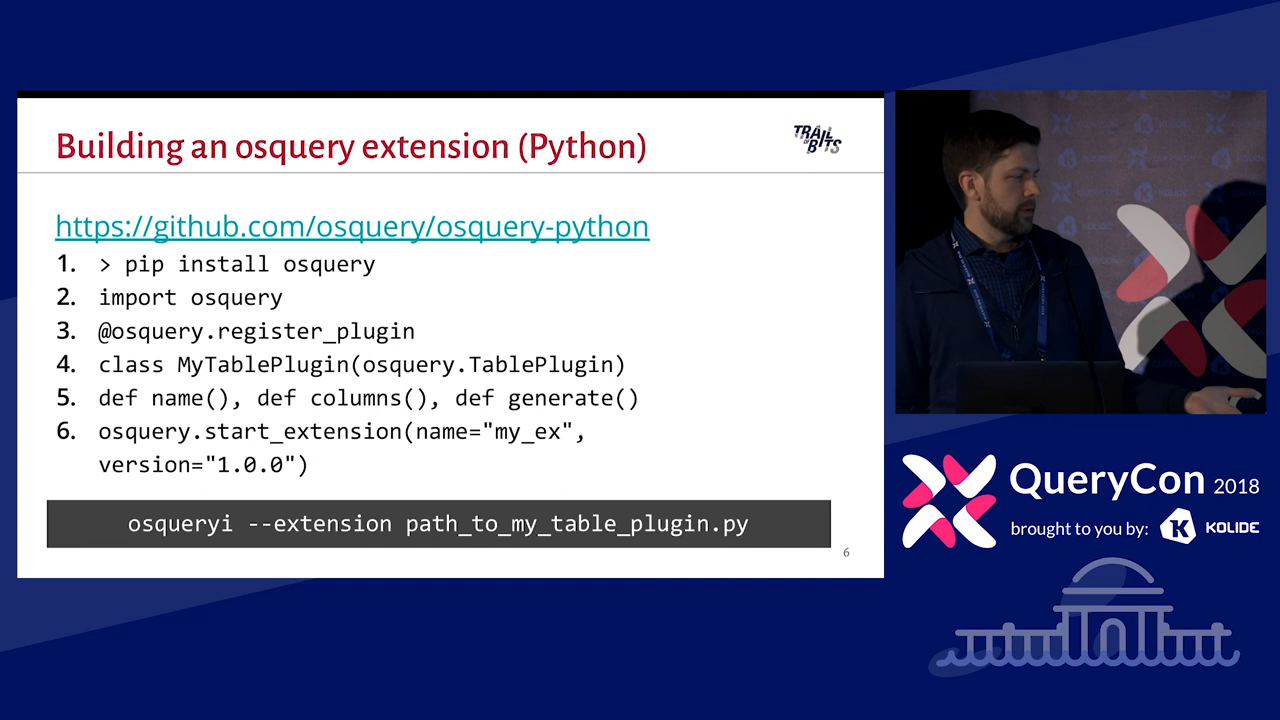 Building an osquery extension (Python)
TRAIL
OF
BITS
https://github.com/osquery/osquery-python
1. > pip install osquery
2. import osquery
3. @osquery.register_plugin
4. class MyTablePlugin(osquery.TablePlugin)
5. def name(), def columns(), def generate()
6. osquery.start_extension(name="my_ex",
version="1.0.0")
osqueryi --extension path_to_my_table_plugin.py
6
QueryCon 2018
brought to you by: K KOLIDE